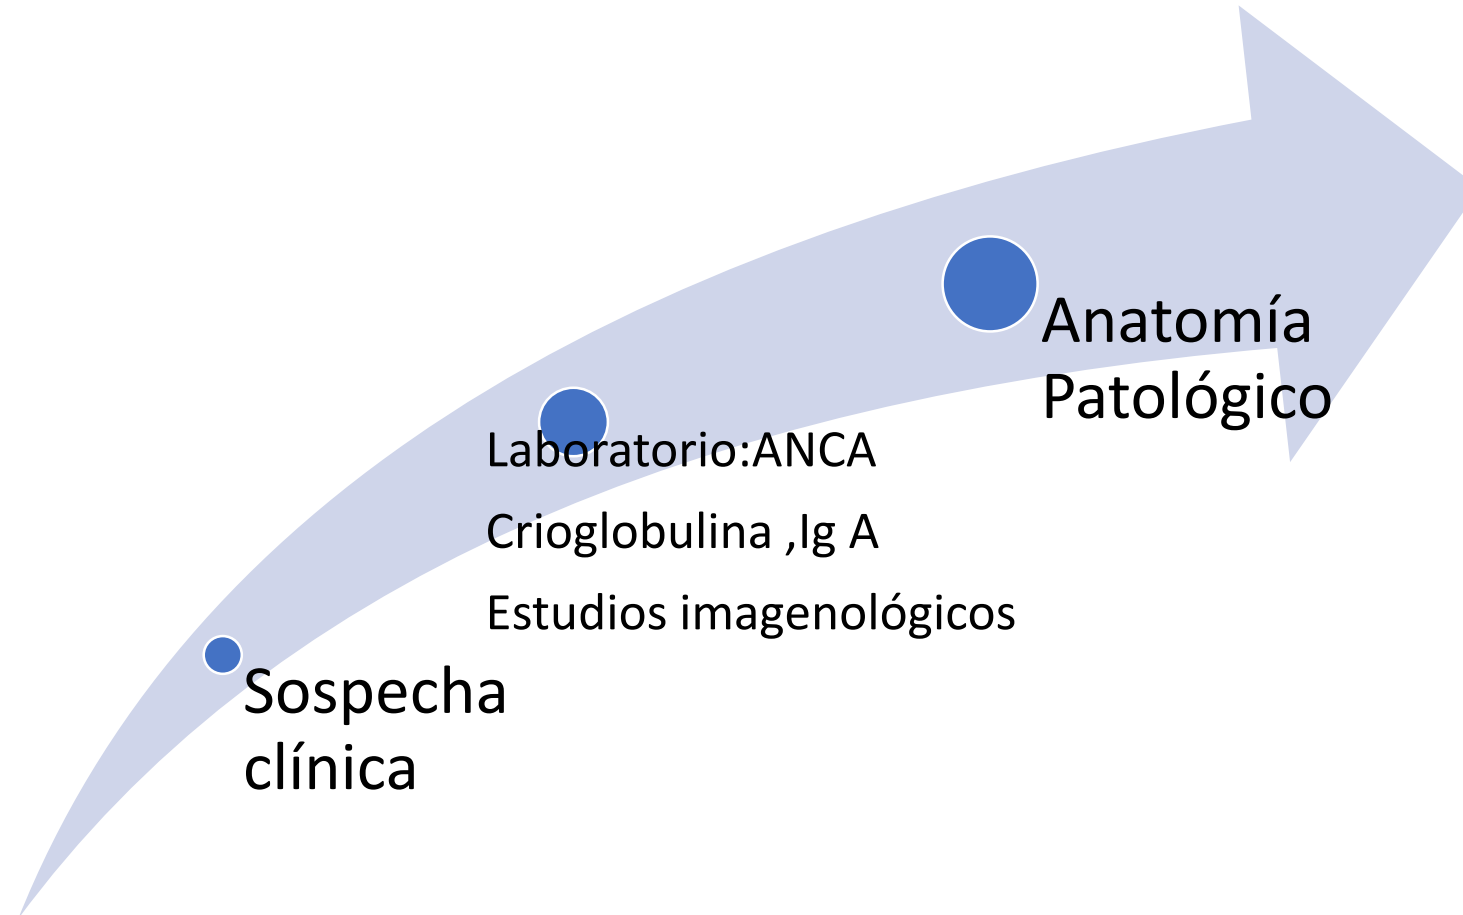 Sospecha
clínica
Laboratorio:ANCA
Crioglobulina ,Ig A
Estudios imagenológicos
Anatomía
Patológico